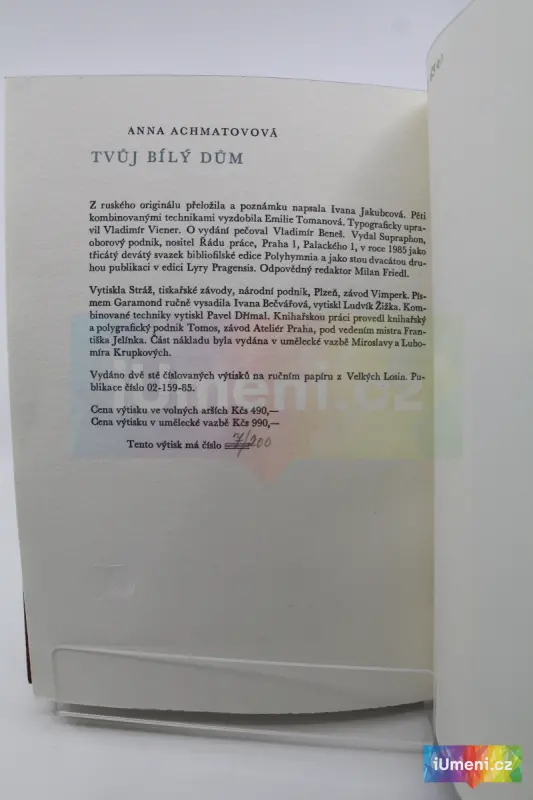 ANNA ACHMATOVOVÁ
TVŮJ BÍLÝ DŮM
Z ruského originálu přeložila a poznámku napsala Ivana Jakubcová. Pěti
kombinovanými technikami vyzdobila Emilie Tomanová. Typograficky upra-
vil Vladimír Viener. O vydání pečoval Vladimír Beneš. Vydal Supraphon,
oborový podnik, nositel Řádu práce, Praha 1, Palackého 1, v roce 1985 jako
třicátý devátý svazek bibliofilské edice Polyhymnia a jako stou dvacátou dru-
hou publikaci v edici Lyry Pragensis. Odpovědný redaktor Milan Friedl.
Vytiskla Stráž, tiskařské závody, národní podnik, Plzeň, závod Vimperk. Pís-
mem Garamond ručně vysadila Ivana Bečvářová, vytiskl Ludvík Žižka. Kom-
binované techniky vytiskl Pavel Dřímal. Knihařskou práci provedl knihařský
a polygrafický podnik Tomos, závod Ateliér Praha, pod vedením mistra Fran-
tiška Jelínka. Část nákladu byla vydána v umělecké vazbě Miroslavy a Lubo-
míra Krupkových.
Vydáno dvě stě číslovaných výtisků na ručním papíru z Velkých Losin. Pu-
blikace číslo 02-159-85.
Cena výtisku ve volných arších Kčs 490,—
Cena výtisku v umělecké vazbě Kčs 990,—
Tento výtisk má číslo 7/200
iUmeni.cz
iUmeni.cz